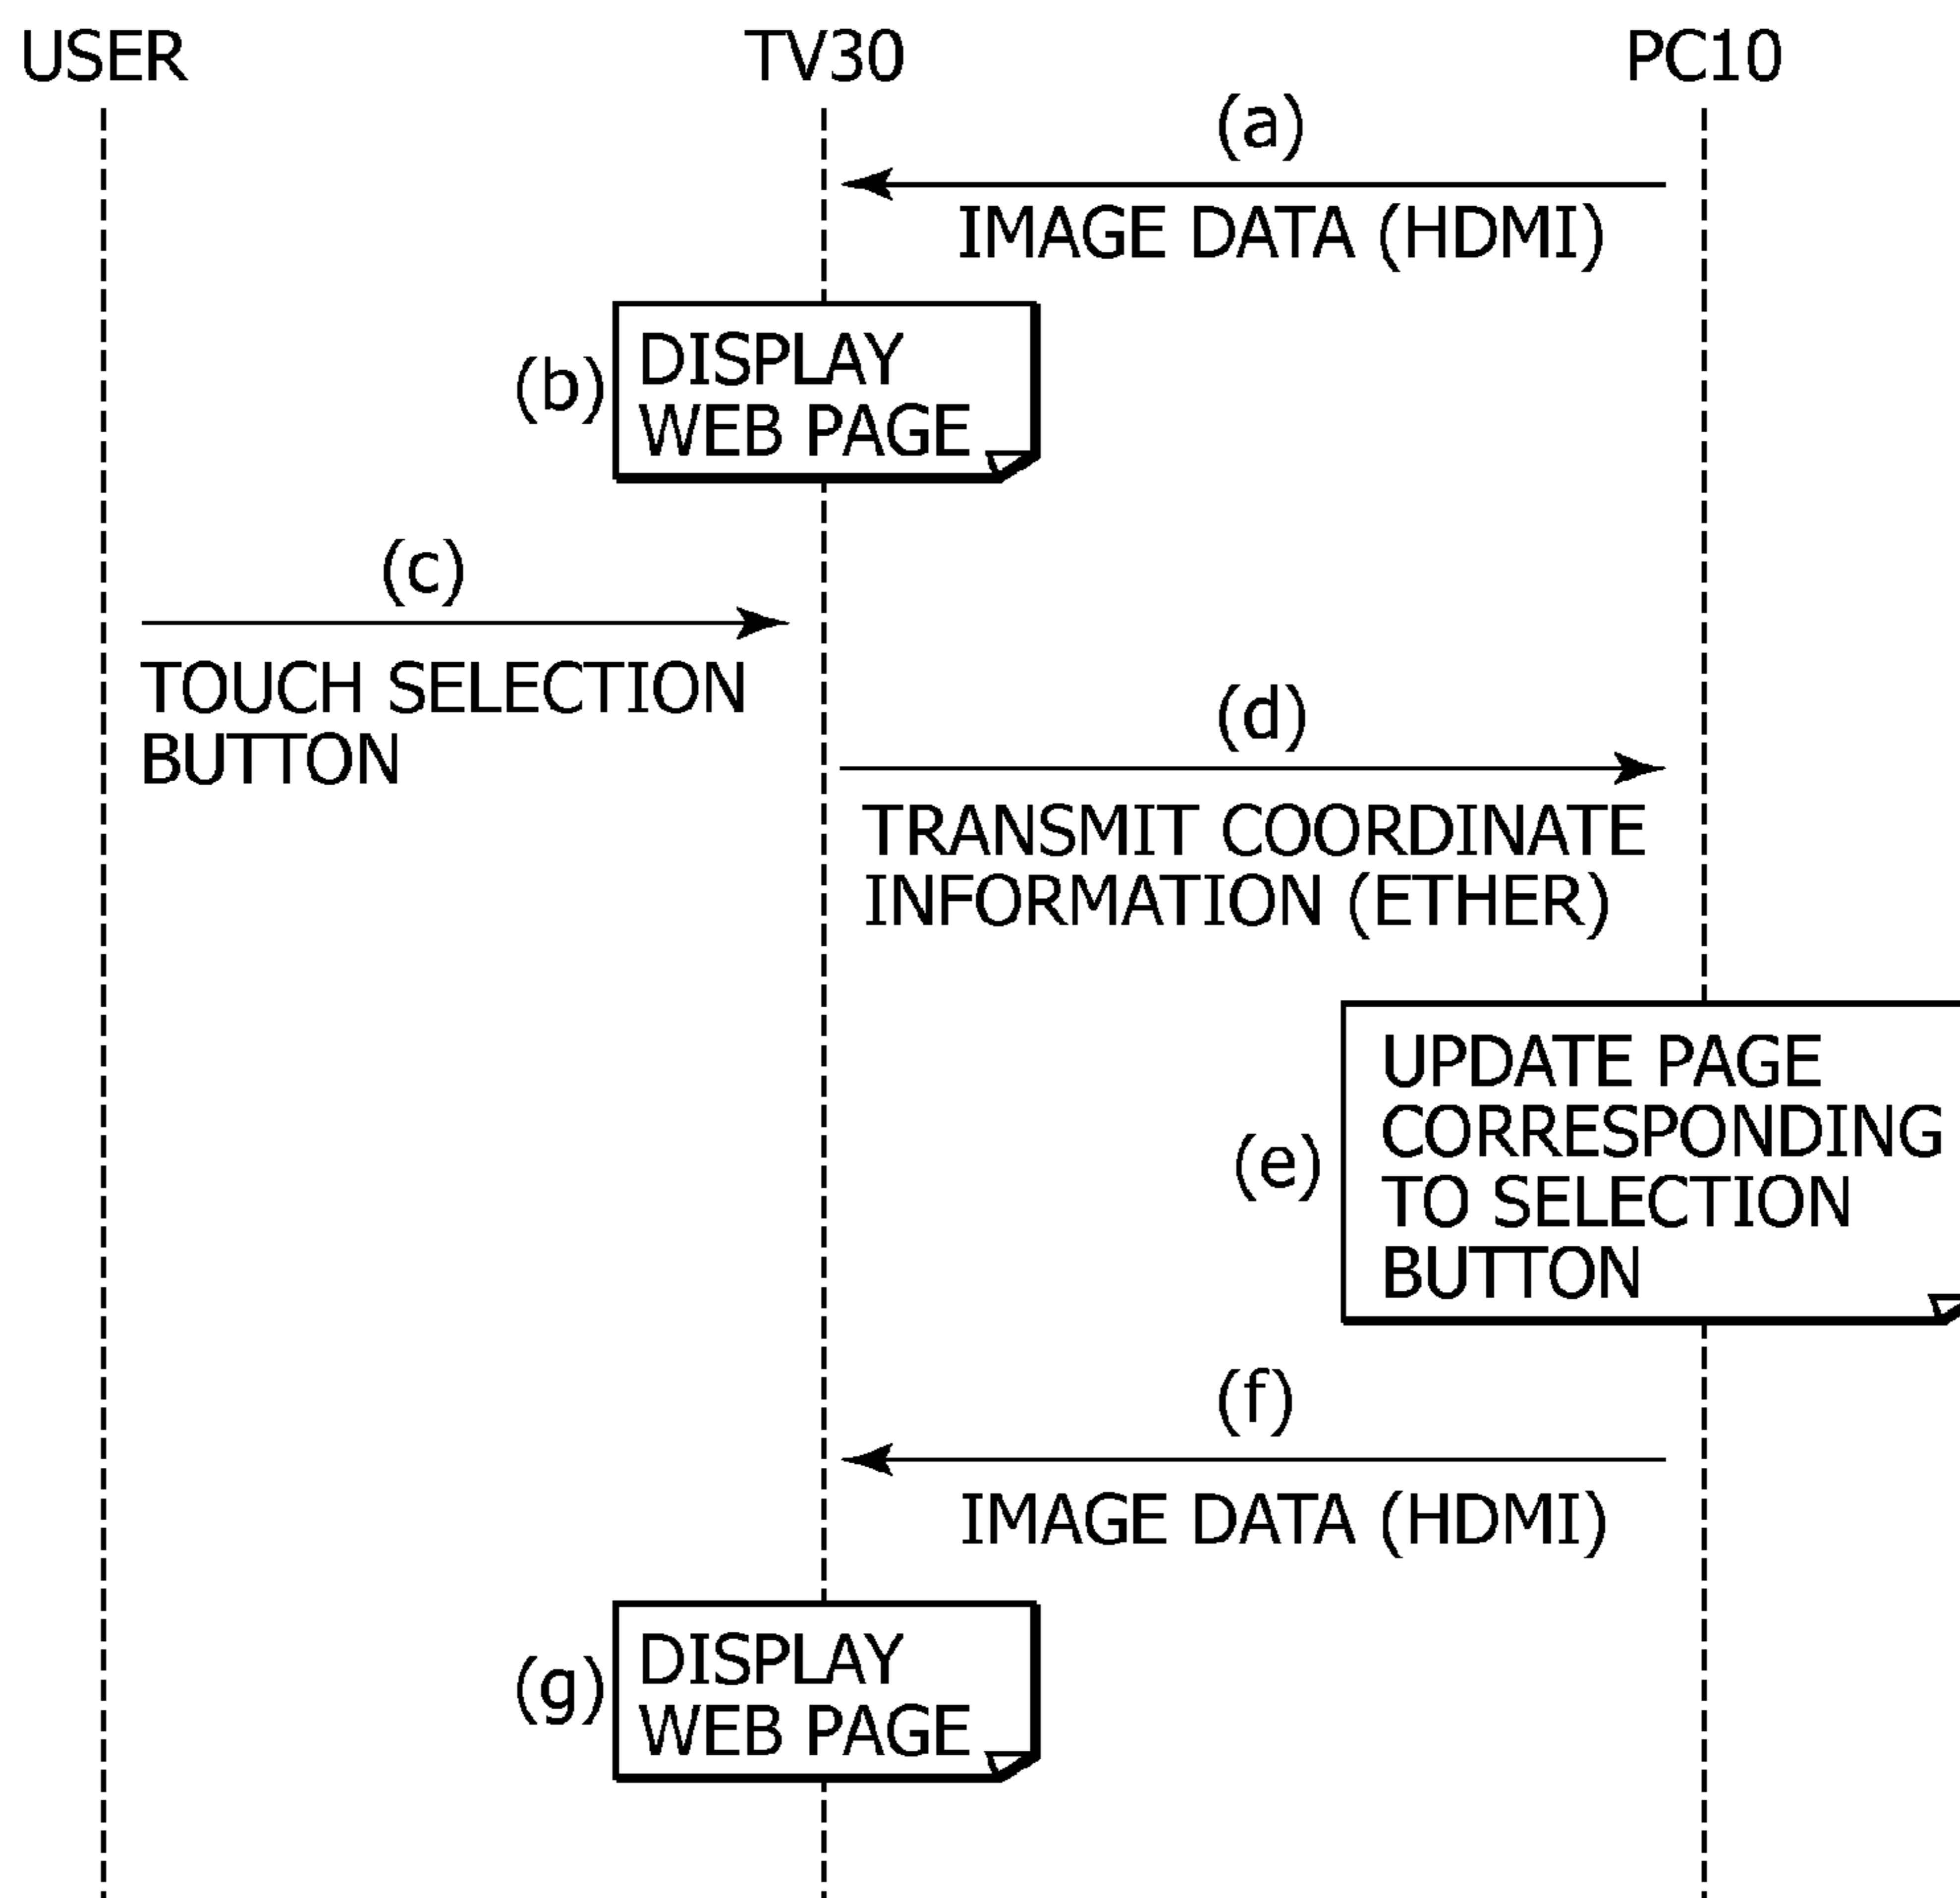 USER TV30 PC10
(a)
IMAGE DATA (HDMI)
(b)
DISPLAY
WEB PAGE
(c)
TOUCH SELECTION
BUTTON
(d)
TRANSMIT COORDINATE
INFORMATION (ETHER)
(e)
UPDATE PAGE
CORRESPONDING
TO SELECTION
BUTTON
(f)
IMAGE DATA (HDMI)
(g)
DISPLAY
WEB PAGE